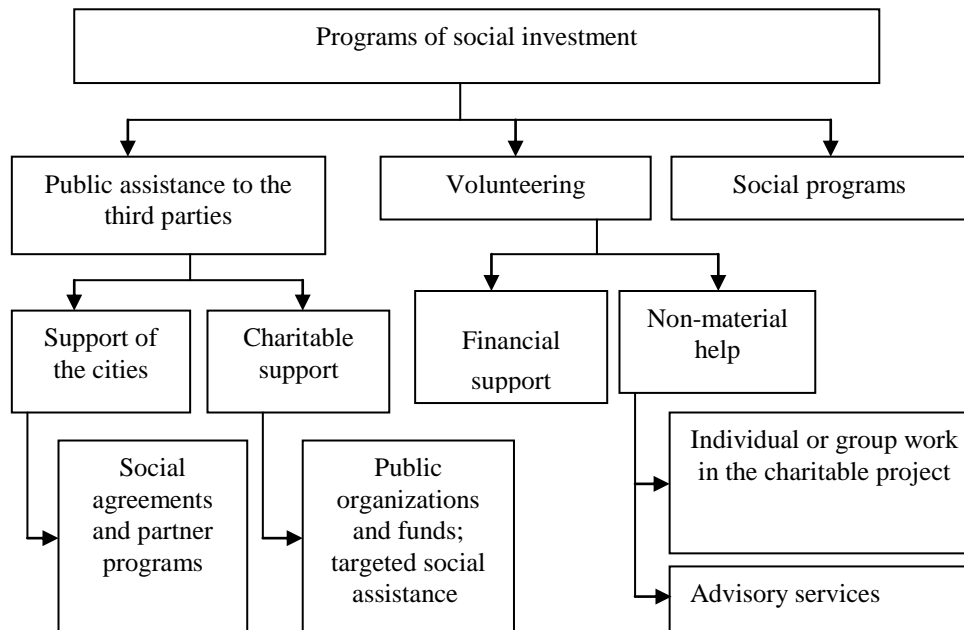 Programs of social investment
Public assistance to the
third parties
Volunteering
Social programs
Support of
the cities
Charitable
support
Financial
support
Non-material
help
Social
agreements
and partner
programs
Public
organizations
and funds;
targeted social
assistance
Individual or group work
in the charitable project
Advisory services